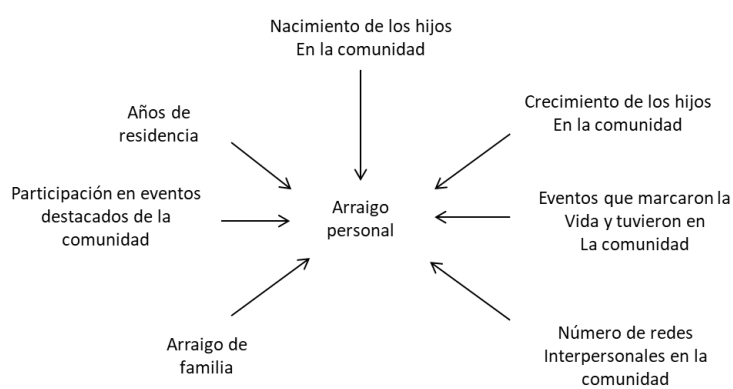 Nacimiento de los hijos
En la comunidad
Años de
residencia
Crecimiento de los hijos
En la comunidad
Participación en eventos
destacados de la
comunidad
Arraigo
personal
Eventos que marcaron la
Vida y tuvieron en
La comunidad
Arraigo de
familia
Número de redes
Interpersonales en la
comunidad